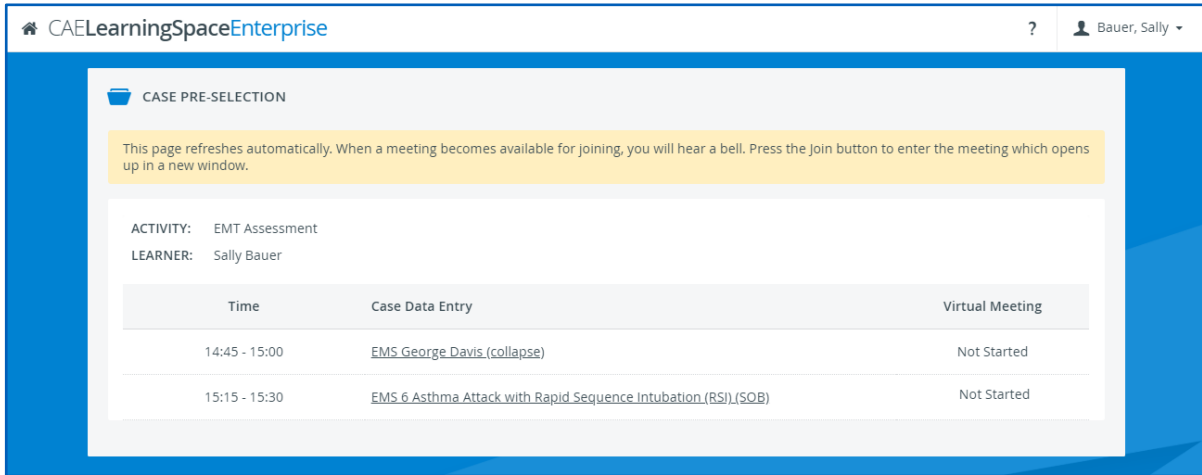 CAELearningSpaceEnterprise ? Bauer, Sally
CASE PRE-SELECTION
This page refreshes automatically. When a meeting becomes available for joining, you will hear a bell. Press the Join button to enter the meeting which opens
up in a new window.
ACTIVITY: EMT Assessment
LEARNER: Sally Bauer
Time Case Data Entry Virtual Meeting
14:45 - 15:00 EMS George Davis (collapse) Not Started
15:15 - 15:30 EMS 6 Asthma Attack with Rapid Sequence Intubation (RSI) (SOB) Not Started